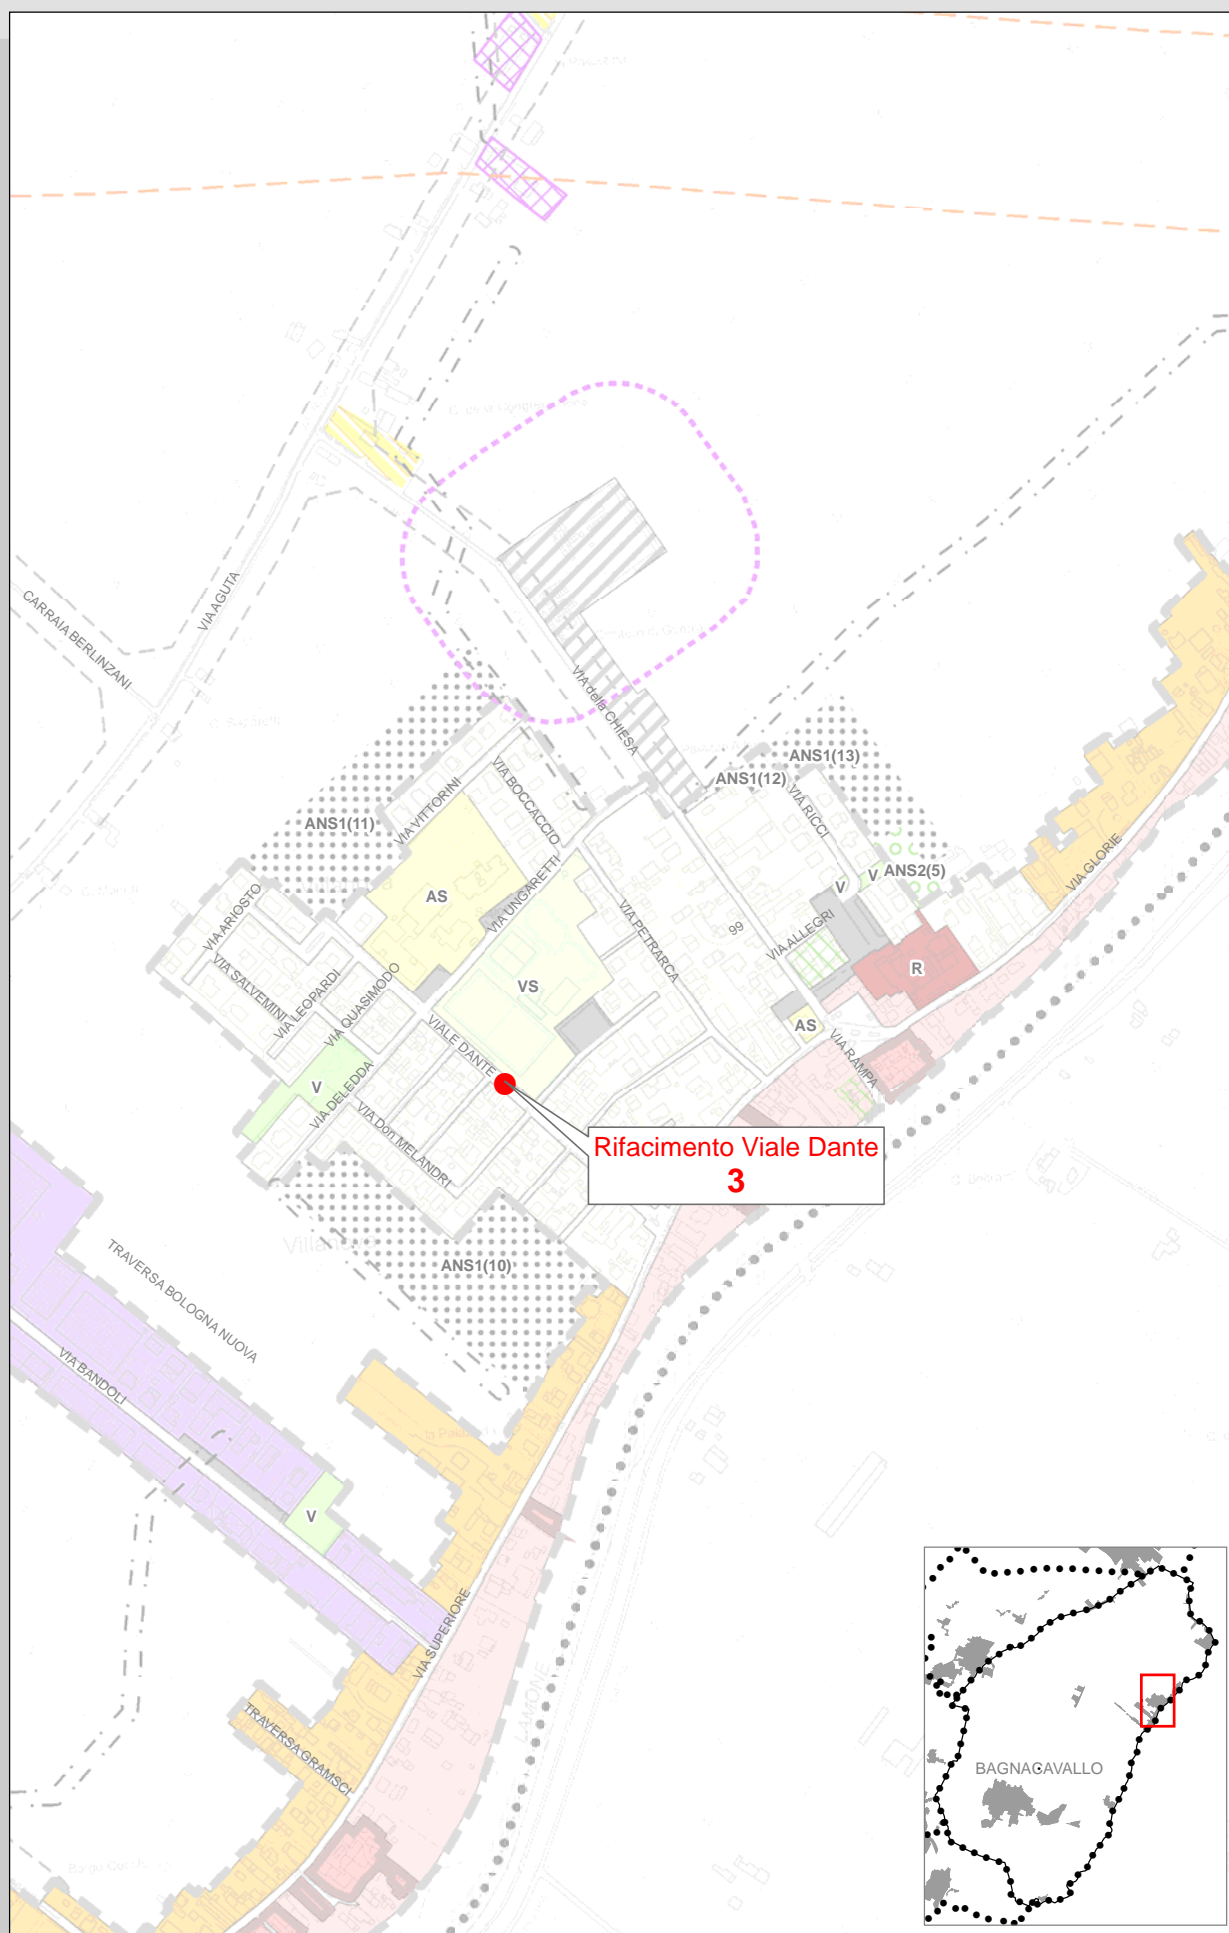 CARRAIA BERLINZANI
VIA AGUTA
VIA della CHIESA
ANS1(13)
ANS1(12)
VIA RICCI
VIA BOCCACCIO
VIA VITTORINI
ANS1(11)
V
V
ANS2(5)
VIA GLORIE
AS
VIA UNGARETTI
VIA ARIOSTO
VIA PETRARCA
99
VIA ALLEGRI
R
VIA SALVEMINI
VIA LEOPARDI
VIA QUASIMODO
VS
AS
VIALE DANTE
VIA RAMPA
V
VIA DELEDDA
VIA Don MELANDRI
Rifacimento Viale Dante
3
Villanova
ANS1(10)
TRAVERSA BOLOGNA NUOVA
VIA BANDOLI
V
VIA SUPERIORE
LAMONE
TRAVERSA GRAMSCI
BAGNACAVALLO